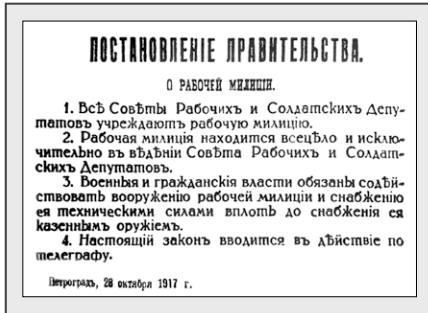 ПОСТАНОВЛЕНІЕ ПРАВИТЕЛЬСТВА.
О РАБОЧЕЙ МИЛИЦІИ.
1. Всѣ Совѣты Рабочихъ и Солдатскихъ Депу-
татовъ учреждаютъ рабочую милицію.
2. Рабочая милиція находится всецѣло и исклю-
чительно въ вѣдѣніи Совѣта Рабочихъ и Солдат-
скихъ Депутатовъ.
3. Военныя и гражданскія власти обязаны содѣй-
ствовать вооруженію рабочей милиціи и снабженію
ея техническими силами вплоть до снабженія ея
казеннымъ оружіемъ.
4. Настоящій законъ вводится въ дѣйствіе по
телеграфу.
Петроградъ, 28 октября 1917 г.